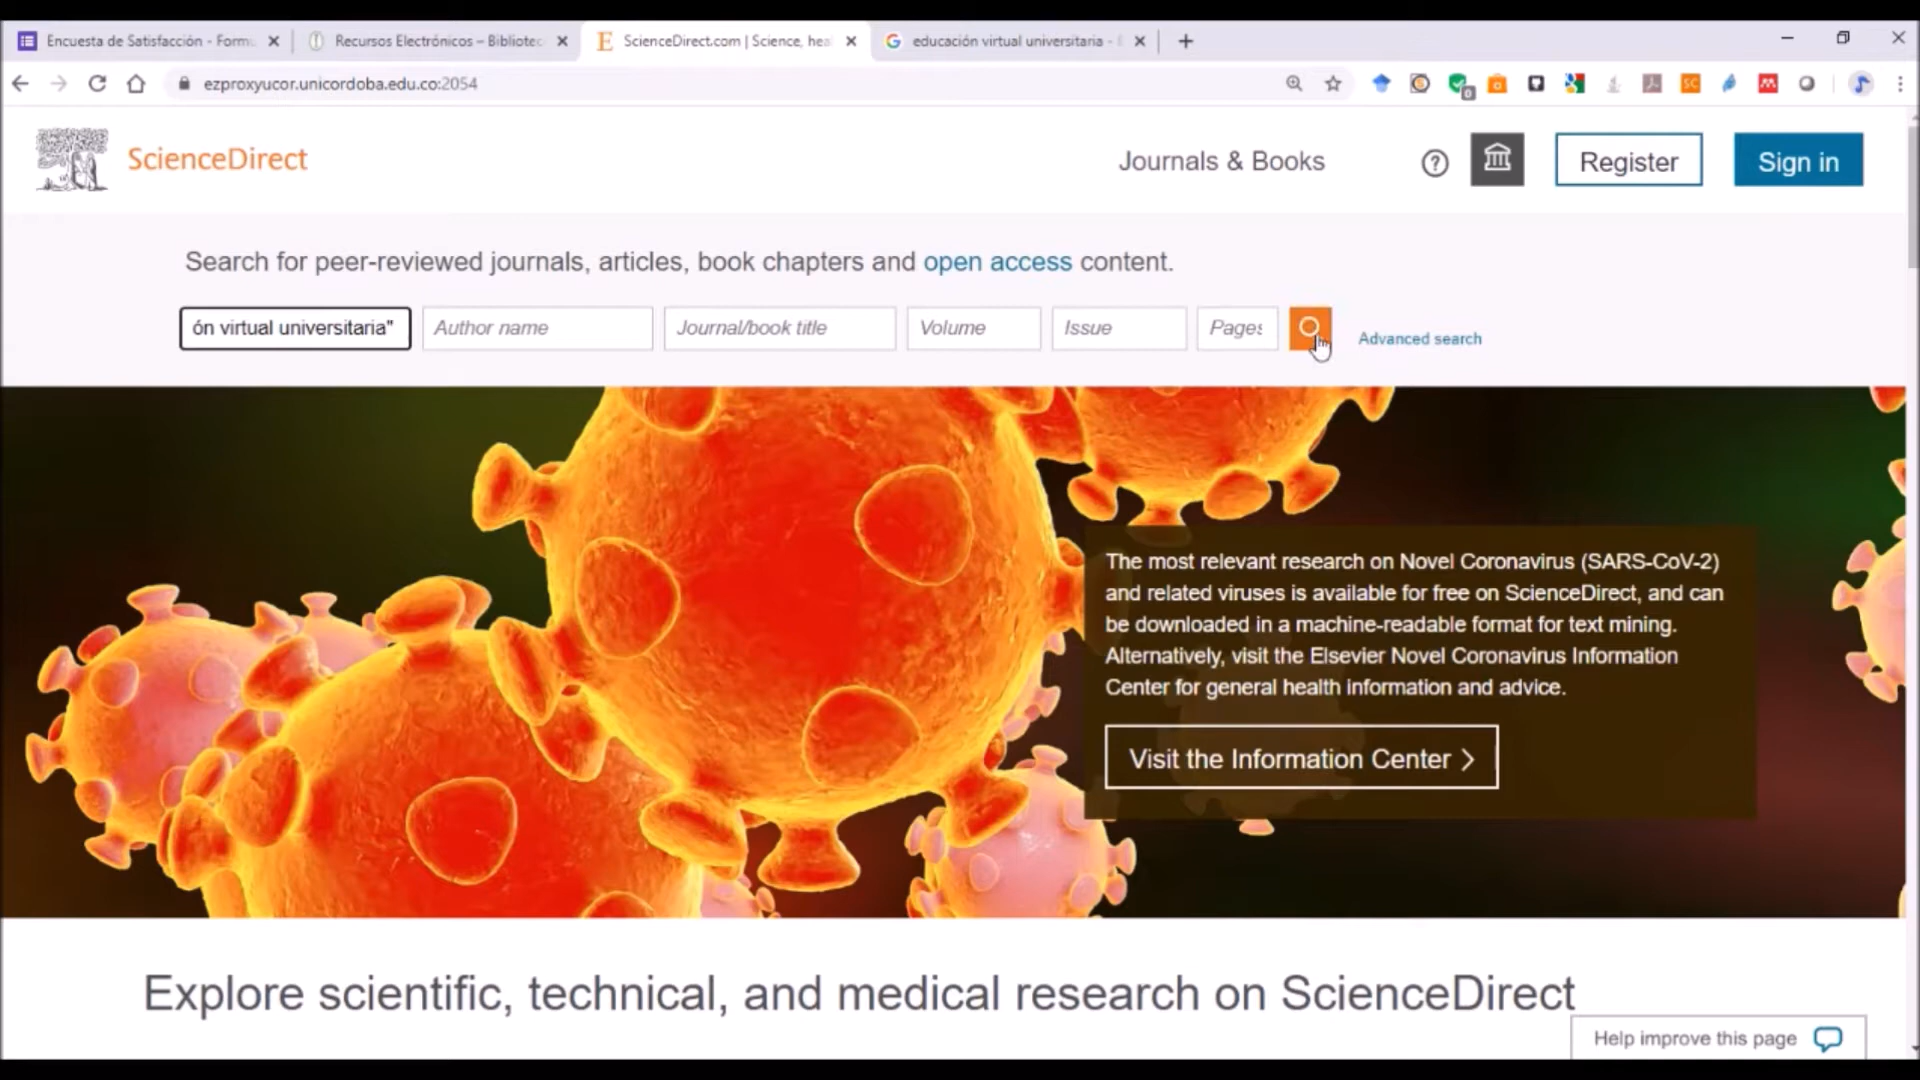 Encuesta de Satisfacción - Formu
Recursos Electrónicos – Bibliotec
ScienceDirect.com | Science, heal
educación virtual universitaria -
ezproxyucor.unicordoba.edu.co:2054
ScienceDirect
Journals & Books
Register
Sign in
Search for peer-reviewed journals, articles, book chapters and open access content.
ón virtual universitaria"
Author name
Journal/book title
Volume
Issue
Pages
Advanced search
The most relevant research on Novel Coronavirus (SARS-CoV-2)
and related viruses is available for free on ScienceDirect, and can
be downloaded in a machine-readable format for text mining.
Alternatively, visit the Elsevier Novel Coronavirus Information
Center for general health information and advice.
Visit the Information Center
Explore scientific, technical, and medical research on ScienceDirect
Help improve this page